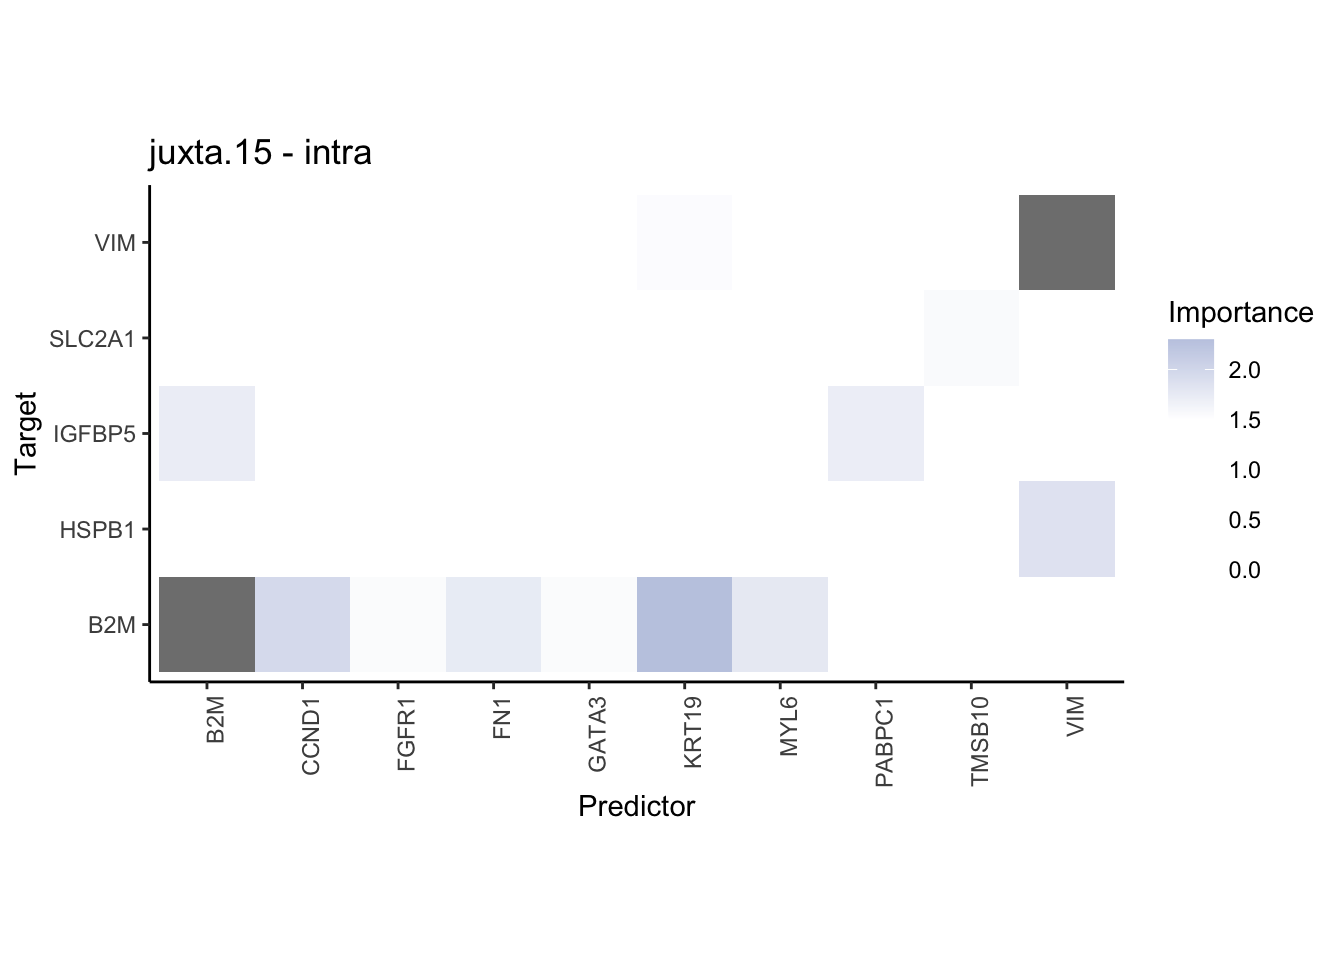 juxta.15 - intra
VIM
SLC2A1
IGFBP5
HSPB1
B2M
Target
B2M
CCND1
FGFR1
FN1
GATA3
KRT19
MYL6
PABPC1
TMSB10
VIM
Predictor
Importance
2.0
1.5
1.0
0.5
0.0